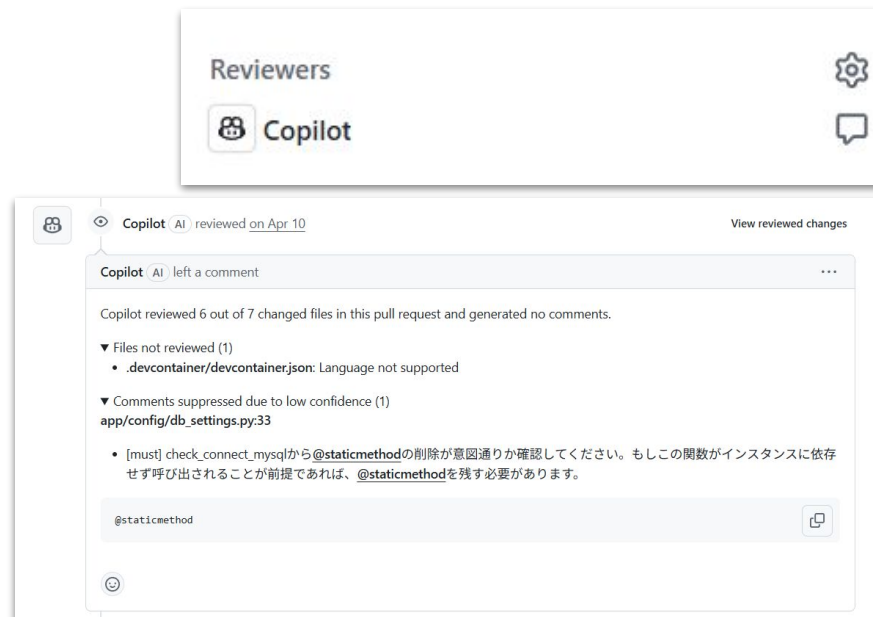 Reviewers
Copilot
Copilot AI reviewed on Apr 10
View reviewed changes
Copilot AI left a comment
Copilot reviewed 6 out of 7 changed files in this pull request and generated no comments.
▼ Files not reviewed (1)
• .devcontainer/devcontainer.json: Language not supported
▼ Comments suppressed due to low confidence (1)
app/config/db_settings.py:33
• [must] check_connect_mysqlから@staticmethodの削除が意図通りか確認してください。もしこの関数がインスタンスに依存
せず呼び出されることが前提であれば、@staticmethodを残す必要があります。
@staticmethod